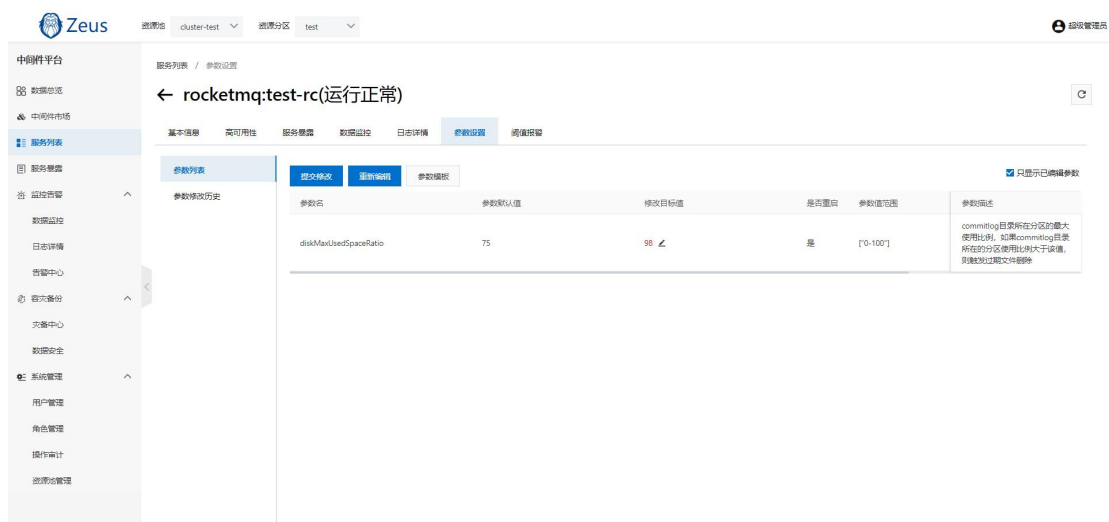 Zeus
资源池 cluster-test 资源分区 test
超级管理员
中间件平台
数据总览
中间件市场
服务列表
服务暴露
监控告警
数据监控
日志详情
告警中心
容灾备份
灾备中心
数据安全
系统管理
用户管理
角色管理
操作审计
资源池管理
服务列表 / 参数设置
← rocketmq:test-rc(运行正常)
基本信息 高可用性 服务暴露 数据监控 日志详情 参数设置 阈值报警
参数列表
参数修改历史
提交修改 重新编辑 参数模板
只显示已编辑参数
参数名 参数默认值 修改目标值 是否重启 参数值范围 参数描述
diskMaxUsedSpaceRatio 75 98 是 ["0-100"]
commitlog目录所在分区的最大
使用比例，如果commitlog目录
所在的分区使用比例大于该值，
则触发过期文件删除